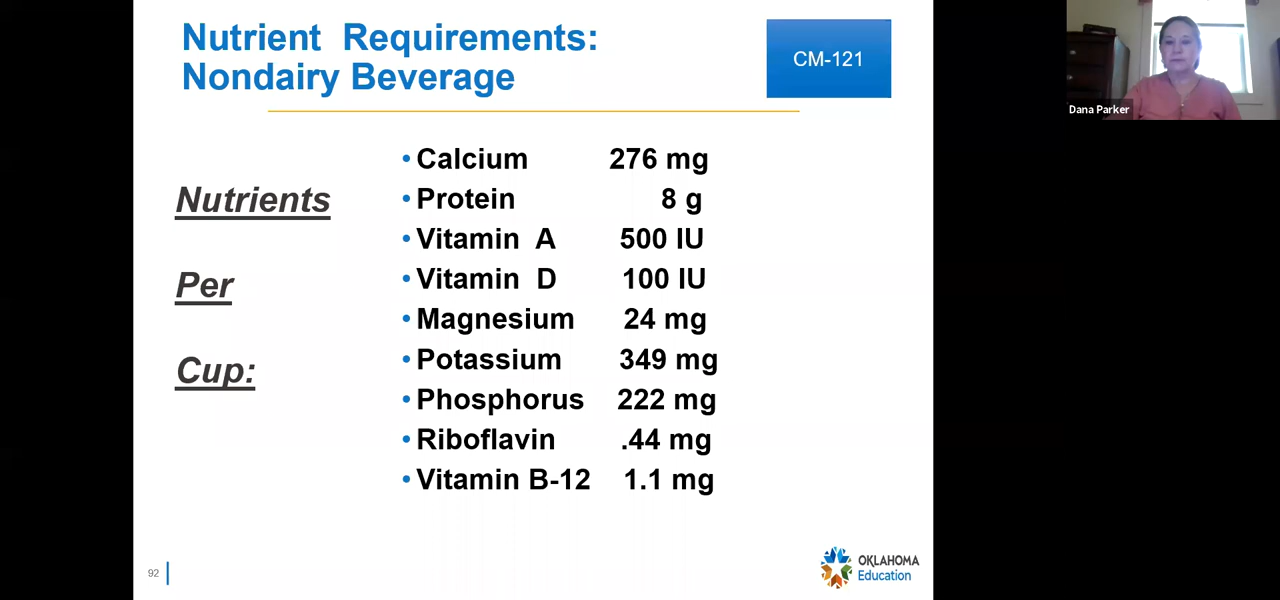 Nutrient Requirements:
Nondairy Beverage
CM-121
Dana Parker
Nutrients
Per
Cup:
• Calcium 276 mg
• Protein 8 g
• Vitamin A 500 IU
• Vitamin D 100 IU
• Magnesium 24 mg
• Potassium 349 mg
• Phosphorus 222 mg
• Riboflavin .44 mg
• Vitamin B-12 1.1 mg
92
OKLAHOMA
Education